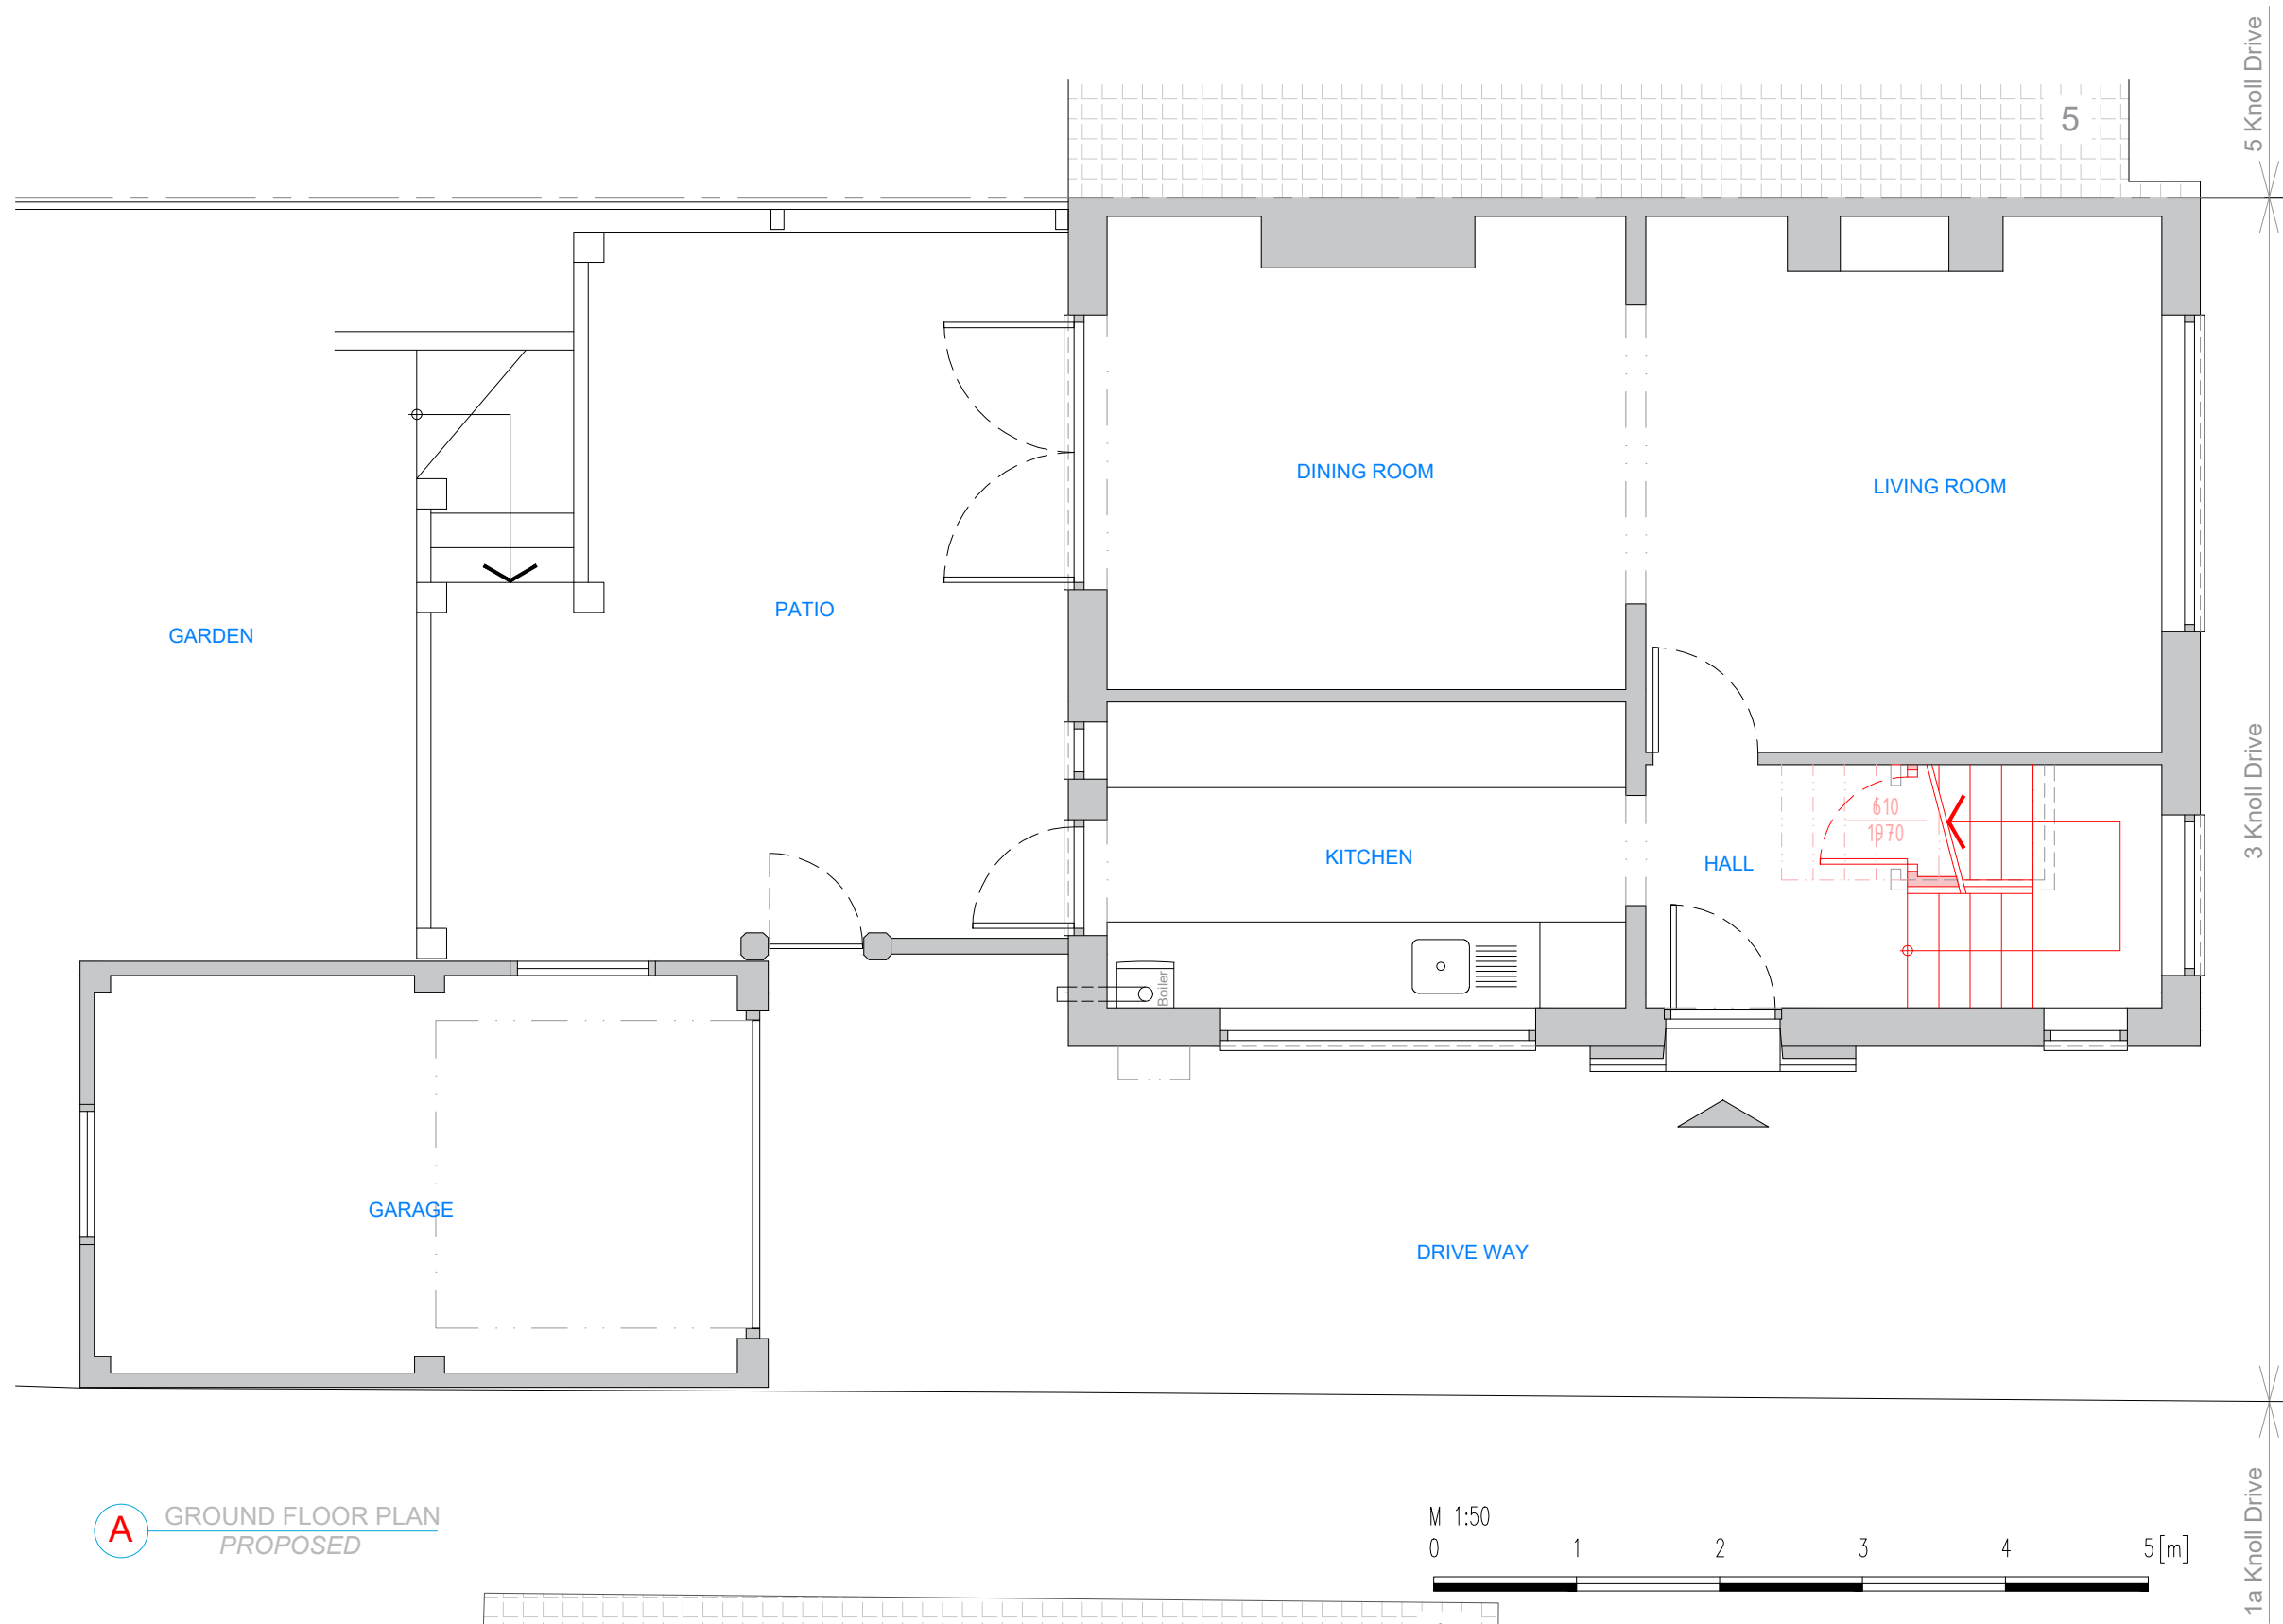 5 Knoll Drive
5
DINING ROOM
LIVING ROOM
PATIO
GARDEN
3 Knoll Drive
610
1970
KITCHEN
HALL
Boiler
GARAGE
DRIVE WAY
A
GROUND FLOOR PLAN
PROPOSED
M 1:50
0 1 2 3 4 5[m]
1a Knoll Drive